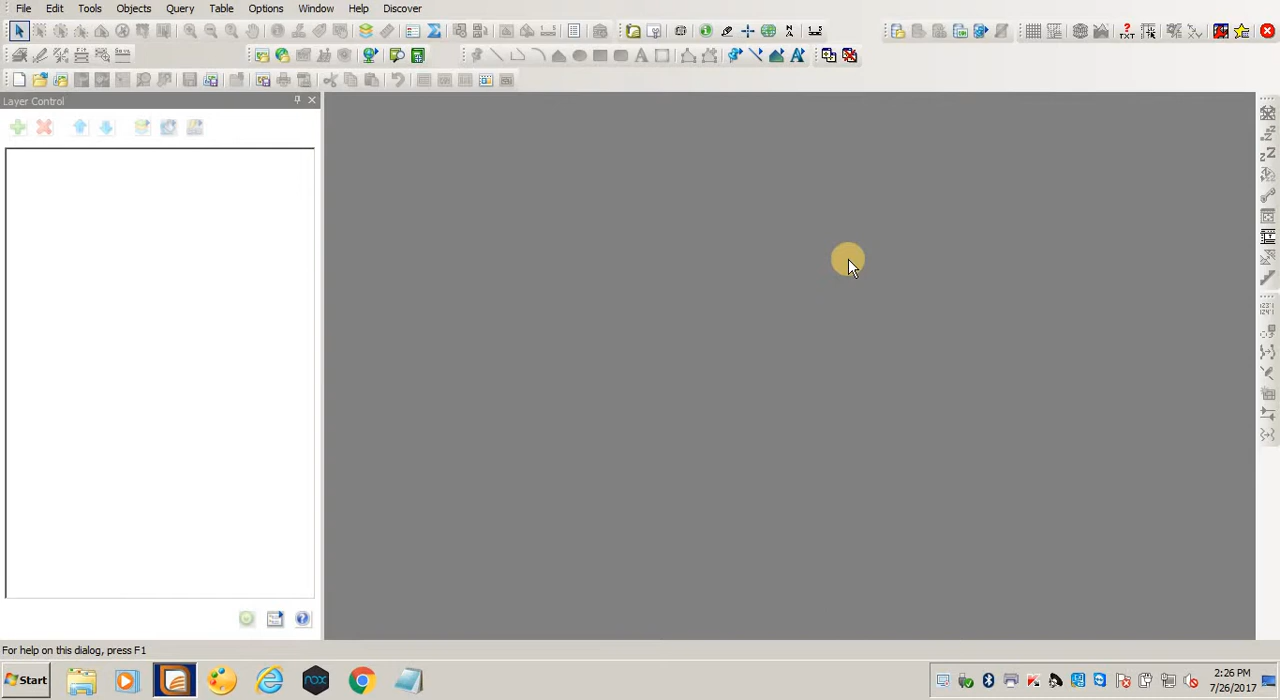 File Edit Tools Objects Query Table Options Window Help Discover
Layer Control
For help on this dialog, press F1
Start
nox
2:26 PM
7/26/2017